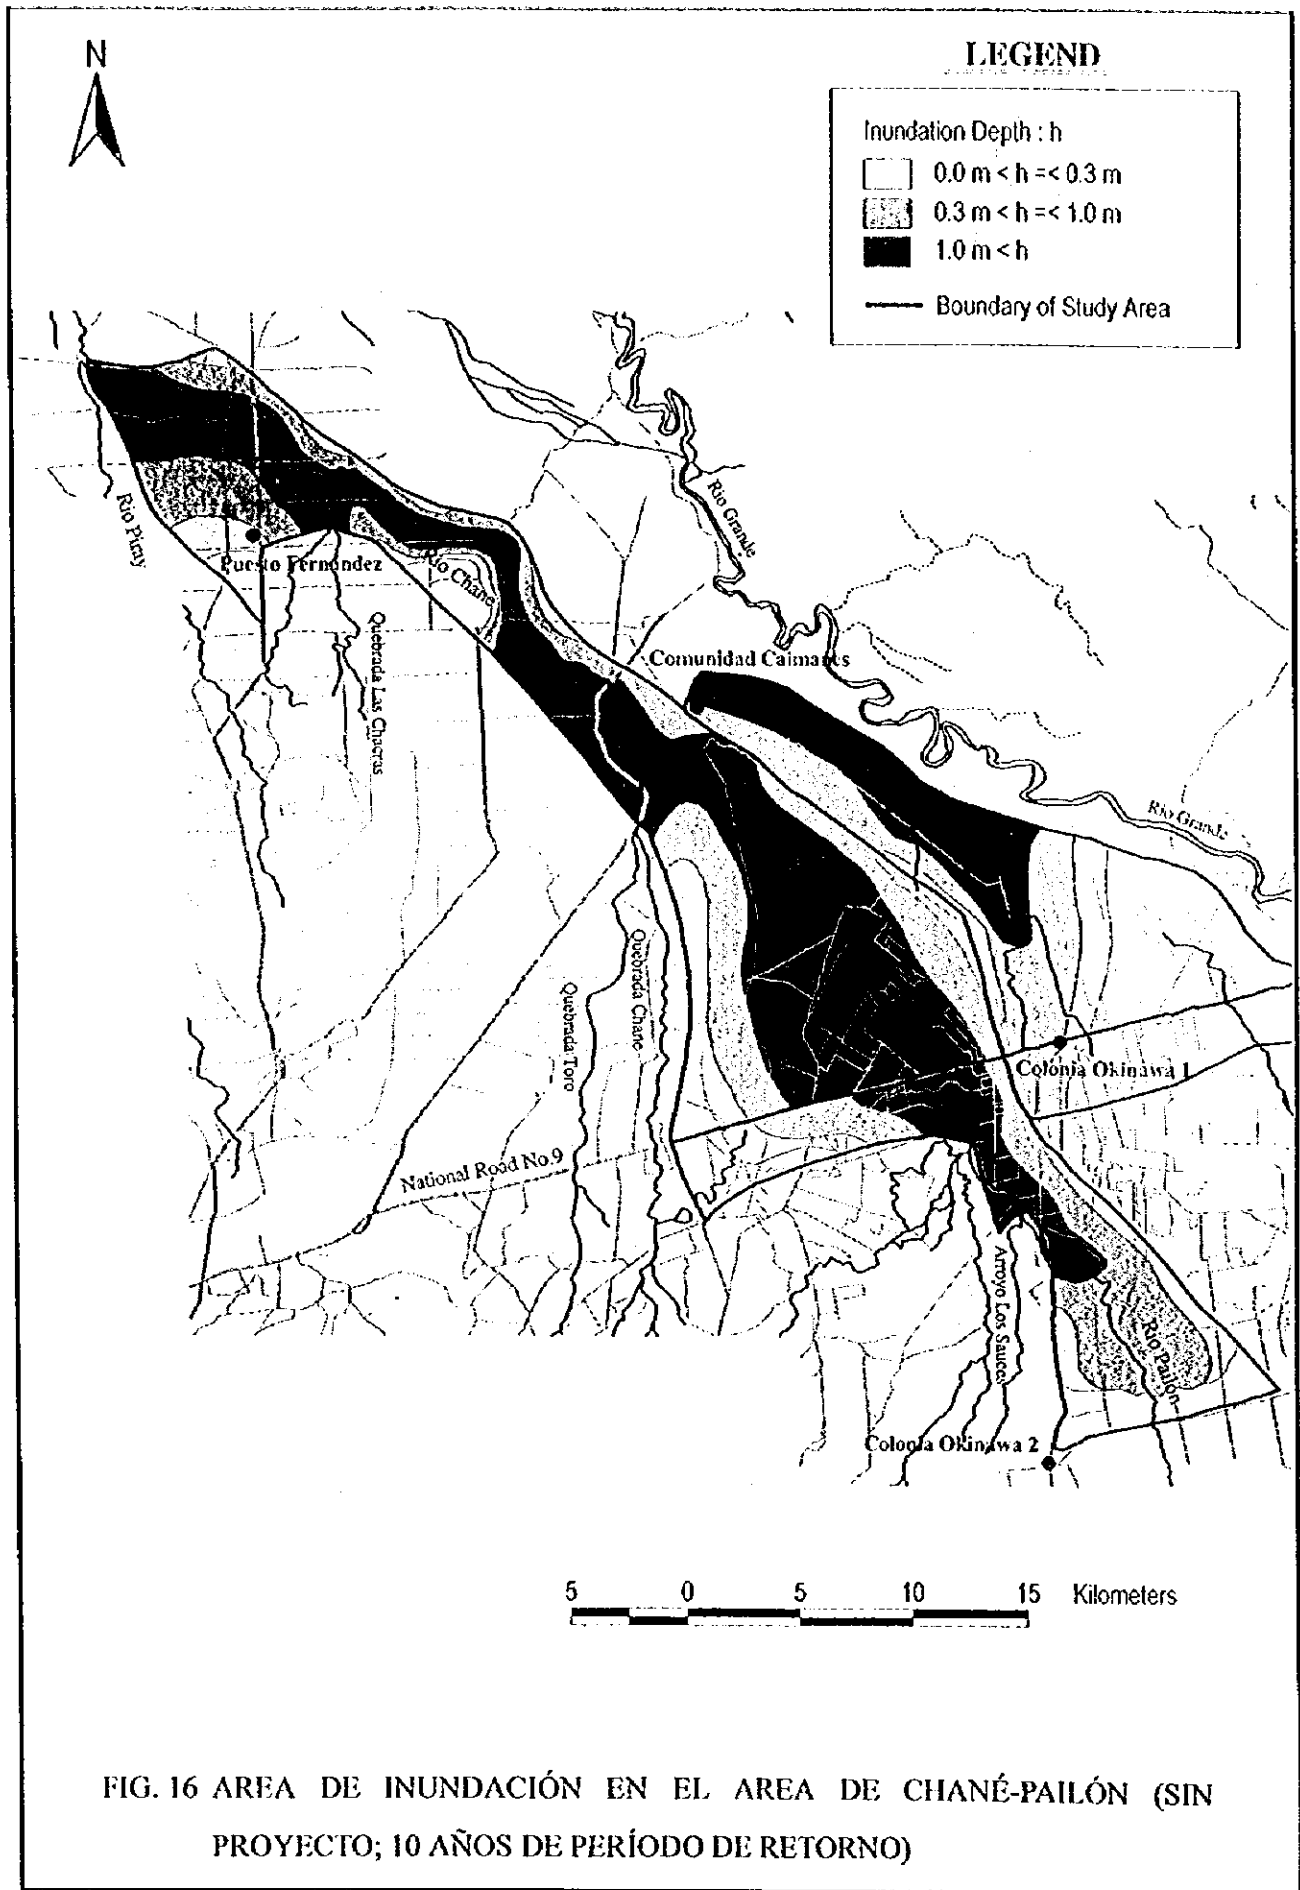 N
LEGEND
Inundation Depth : h
0.0 m < h =< 0.3 m
0.3 m < h =< 1.0 m
1.0 m < h
Boundary of Study Area
Rio Grande
Rio Piray
Puesto Fernández
Rio Chane
Quebrada Las Chacras
Comunidad Caimanes
Rio Grande
Quebrada Chane
Quebrada Toro
Colonia Okinawa 1
National Road No.9
Arroyo Los Sauces
Rio Pailon
Colonia Okinawa 2
5 0 5 10 15 Kilometers
FIG. 16 AREA DE INUNDACIÓN EN EL AREA DE CHANÉ-PAILÓN (SIN
PROYECTO; 10 AÑOS DE PERÍODO DE RETORNO)